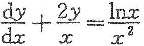 dy/dx + 2y/x = lnx/x²